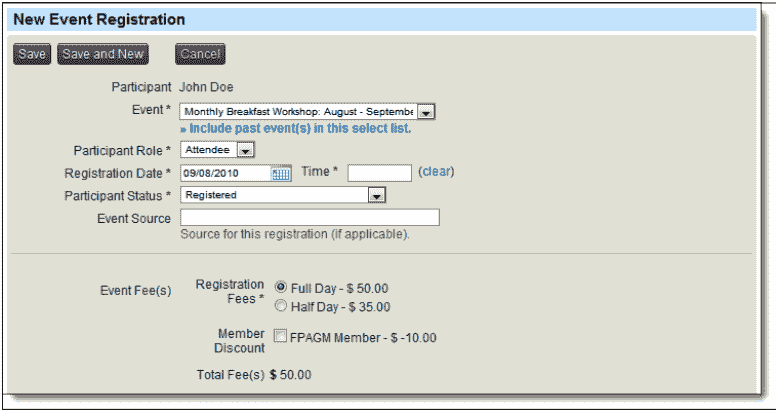 New Event Registration
Save Save and New Cancel
Participant John Doe
Event * Monthly Breakfast Workshop: August - Septembe
» Include past event(s) in this select list.
Participant Role * Attendee
Registration Date * 09/08/2010 Time * (clear)
Participant Status * Registered
Event Source
Source for this registration (if applicable).
Event Fee(s) Registration Fees * Full Day - $ 50.00
Half Day - $ 35.00
Member Discount FPAGM Member - $ -10.00
Total Fee(s) $ 50.00